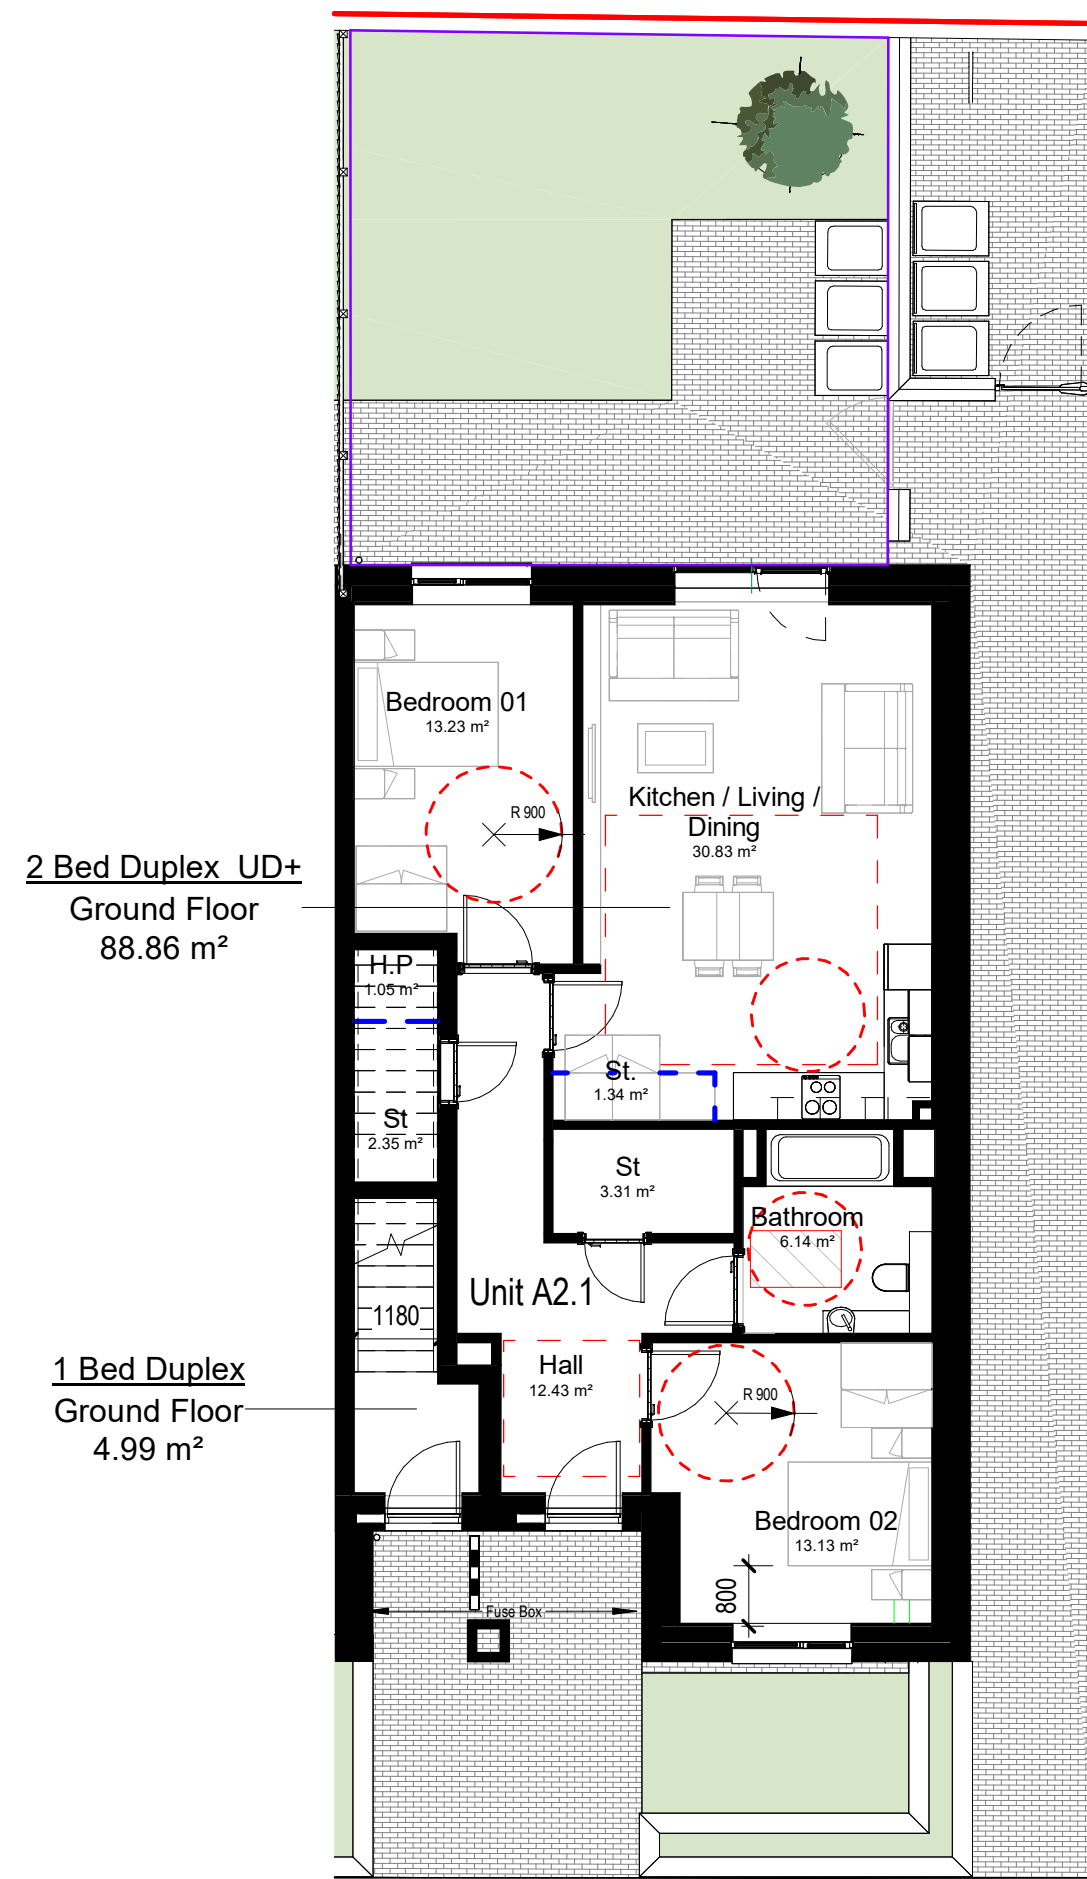 Bedroom 01
13.23 m²
R 900
Kitchen / Living /
Dining
30.83 m²
2 Bed Duplex UD+
Ground Floor
88.86 m²
H.P
1.05 m²
St.
1.34 m²
St
2.35 m²
St
3.31 m²
Bathroom
6.14 m²
Unit A2.1
1180
Hall
12.43 m²
1 Bed Duplex
Ground Floor
4.99 m²
R 900
Bedroom 02
13.13 m²
800
Fuse Box